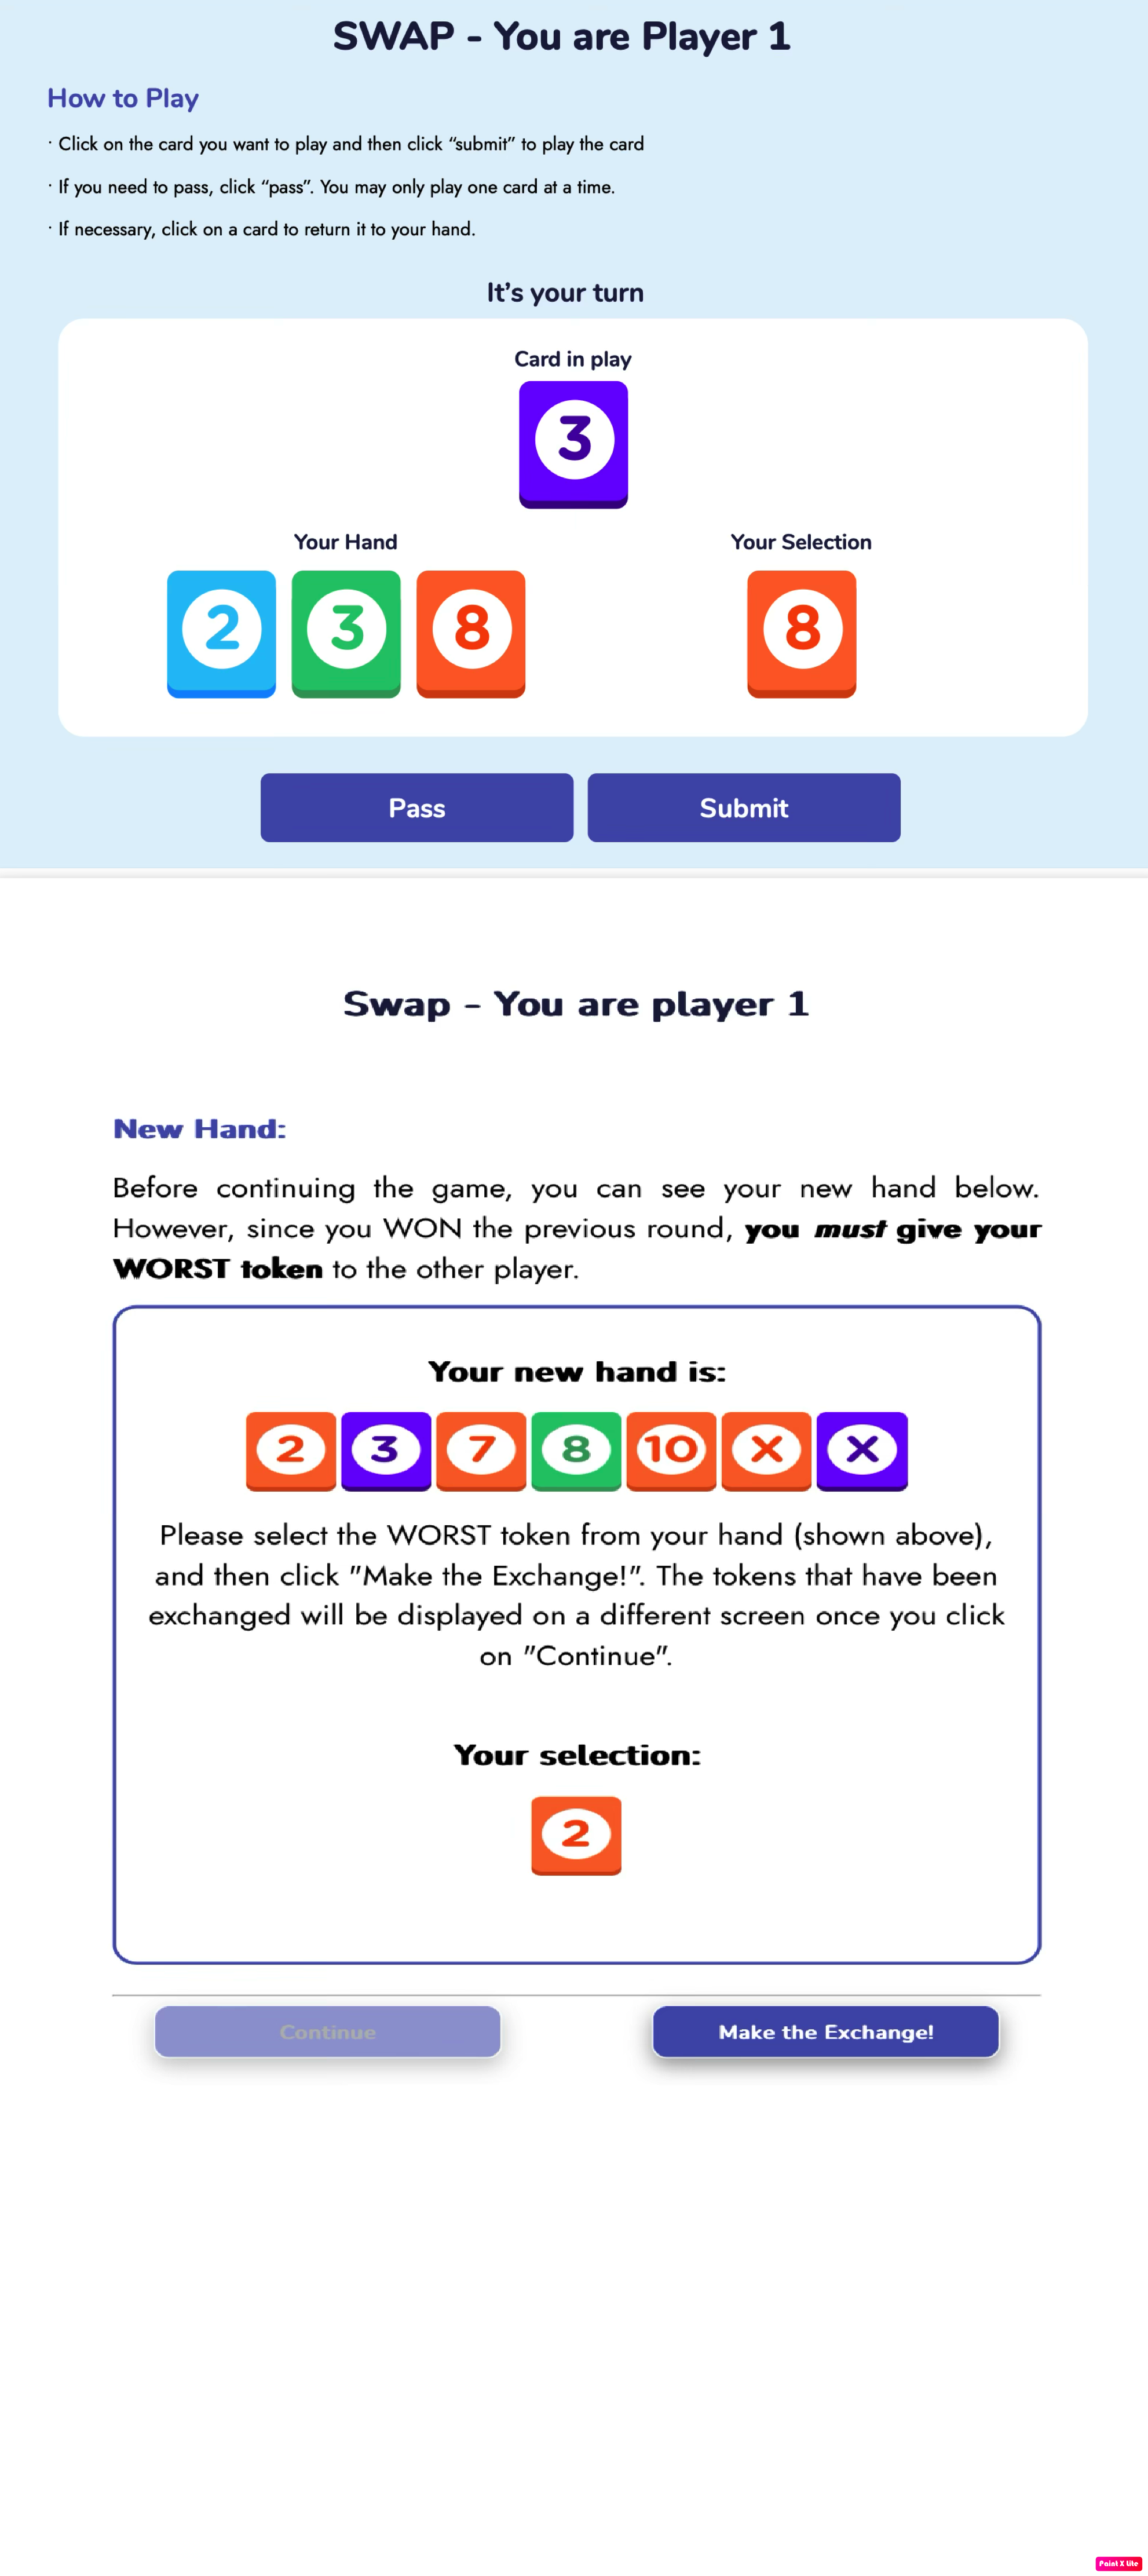 SWAP - You are Player 1
How to Play
· Click on the card you want to play and then click “submit” to play the card
· If you need to pass, click “pass”. You may only play one card at a time.
· If necessary, click on a card to return it to your hand.
It’s your turn
Card in play
3
Your Hand
Your Selection
2 3 8 8
Pass Submit
Swap - You are player 1
New Hand:
Before continuing the game, you can see your new hand below.
However, since you WON the previous round, you must give your
WORST token to the other player.
Your new hand is:
2 3 7 8 10 X X
Please select the WORST token from your hand (shown above),
and then click "Make the Exchange!". The tokens that have been
exchanged will be displayed on a different screen once you click
on "Continue".
Your selection:
2
Continue Make the Exchange!
Paint X Lite